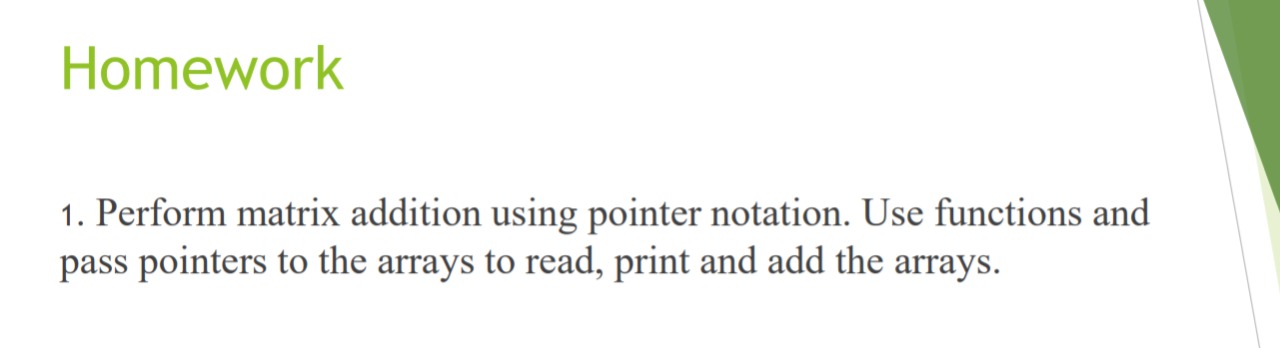 Homework
1. Perform matrix addition using pointer notation. Use functions and
pass pointers to the arrays to read, print and add the arrays.